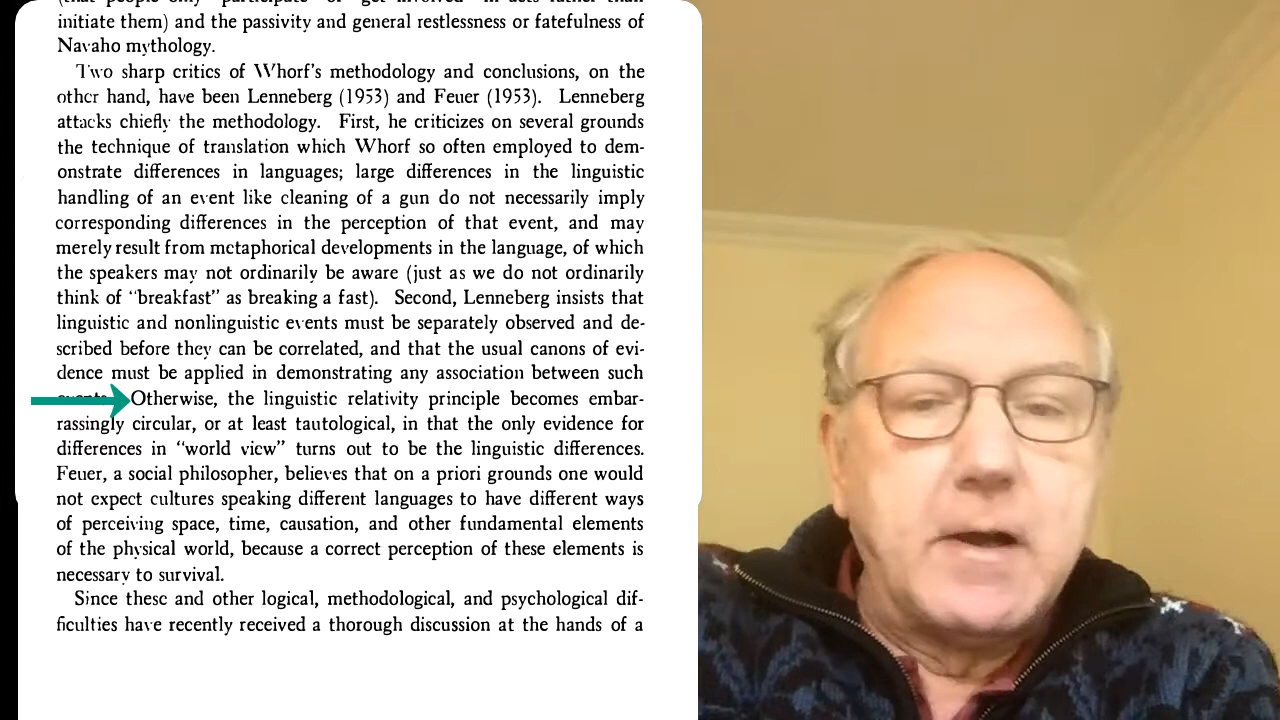 initiate them) and the passivity and general restlessness or fatefulness of
Navaho mythology.
Two sharp critics of Whorf's methodology and conclusions, on the
other hand, have been Lenneberg (1953) and Feuer (1953). Lenneberg
attacks chiefly the methodology. First, he criticizes on several grounds
the technique of translation which Whorf so often employed to dem-
onstrate differences in languages; large differences in the linguistic
handling of an event like cleaning of a gun do not necessarily imply
corresponding differences in the perception of that event, and may
merely result from metaphorical developments in the language, of which
the speakers may not ordinarily be aware (just as we do not ordinarily
think of “breakfast” as breaking a fast). Second, Lenneberg insists that
linguistic and nonlinguistic events must be separately observed and de-
scribed before they can be correlated, and that the usual canons of evi-
dence must be applied in demonstrating any association between such
Otherwise, the linguistic relativity principle becomes embar-
rassingly circular, or at least tautological, in that the only evidence for
differences in “world view” turns out to be the linguistic differences.
Feuer, a social philosopher, believes that on a priori grounds one would
not expect cultures speaking different languages to have different ways
of perceiving space, time, causation, and other fundamental elements
of the physical world, because a correct perception of these elements is
necessary to survival.
Since these and other logical, methodological, and psychological dif-
ficulties have recently received a thorough discussion at the hands of a